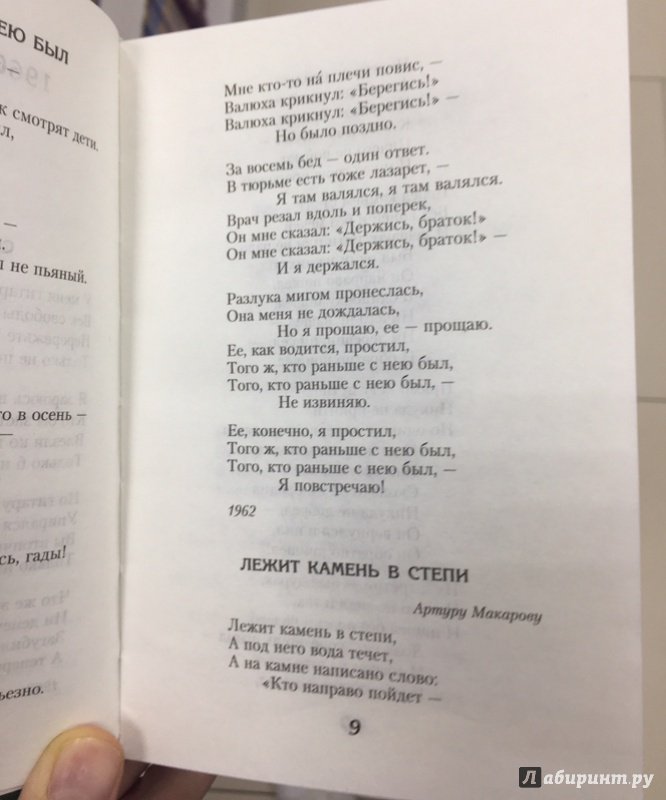 ЕЮ БЫЛ
—
к смотрят дети.
л,
—
.
ы не пьяный.
то в осень —
—
сь, гады!
ьезно.
Мне кто-то на́ плечи повис, —
Валюха крикнул: «Берегись!»
Валюха крикнул: «Берегись!» —
Но было поздно.
За восемь бед — один ответ.
В тюрьме есть тоже лазарет, —
Я там валялся, я там валялся.
Врач резал вдоль и поперек,
Он мне сказал: «Держись, браток!»
Он мне сказал: «Держись, браток!» —
И я держался.
Разлука мигом пронеслась,
Она меня не дождалась,
Но я прощаю, ее — прощаю.
Ее, как водится, простил,
Того ж, кто раньше с нею был,
Того, кто раньше с нею был, —
Не извиняю.
Ее, конечно, я простил,
Того ж, кто раньше с нею был,
Того, кто раньше с нею был, —
Я повстречаю!
1962
ЛЕЖИТ КАМЕНЬ В СТЕПИ
Артуру Макарову
Лежит камень в степи,
А под него вода течет,
А на камне написано слово:
«Кто направо пойдет —
9
Лабиринт.ру